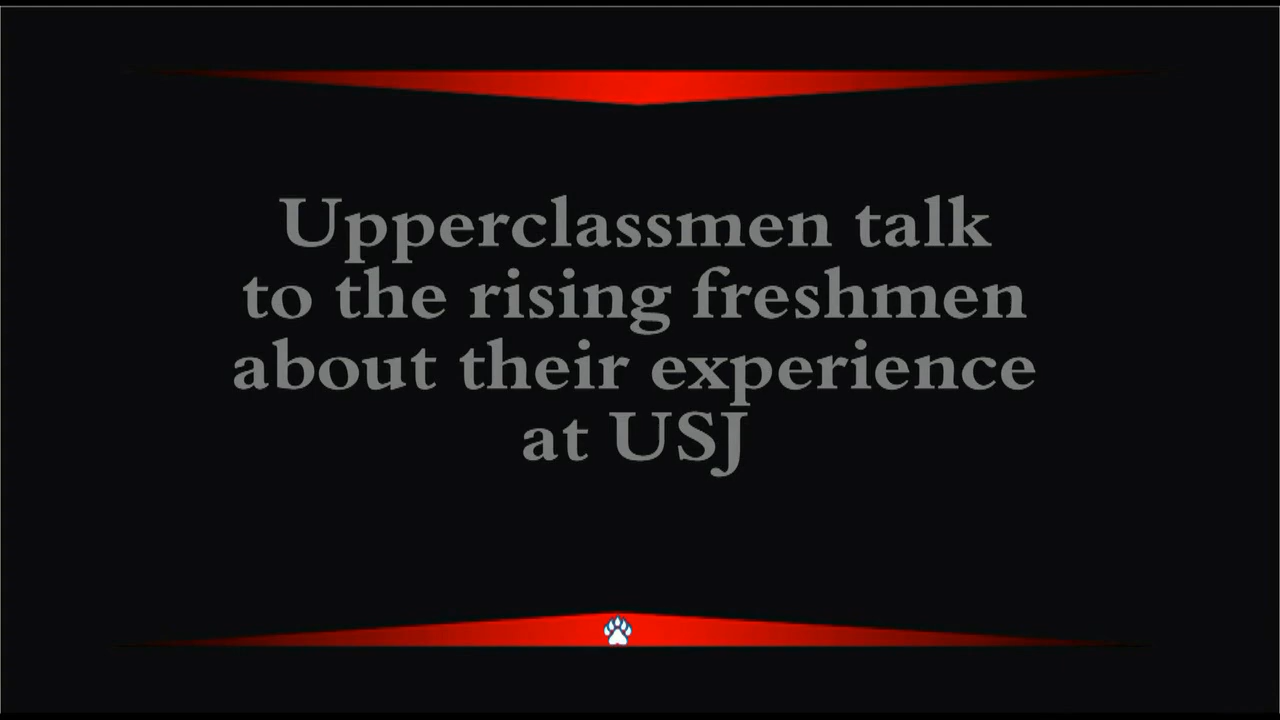 Upperclassmen talk
to the rising freshmen
about their experience
at USJ